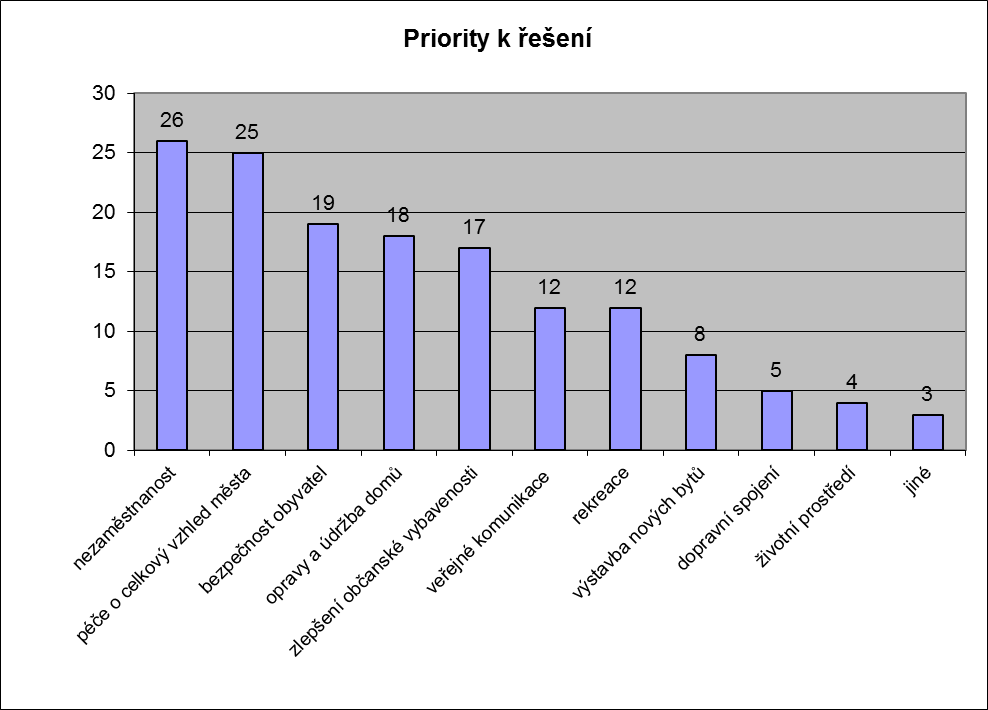 Priority k řešení
30
25
20
15
10
5
0
26
25
19
18
17
12
12
8
5
4
3
nezaměstnanost
péče o celkový vzhled města
bezpečnost obyvatel
opravy a údržba domů
zlepšení občanské vybavenosti
veřejné komunikace
rekreace
výstavba nových bytů
dopravní spojení
životní prostředí
jiné